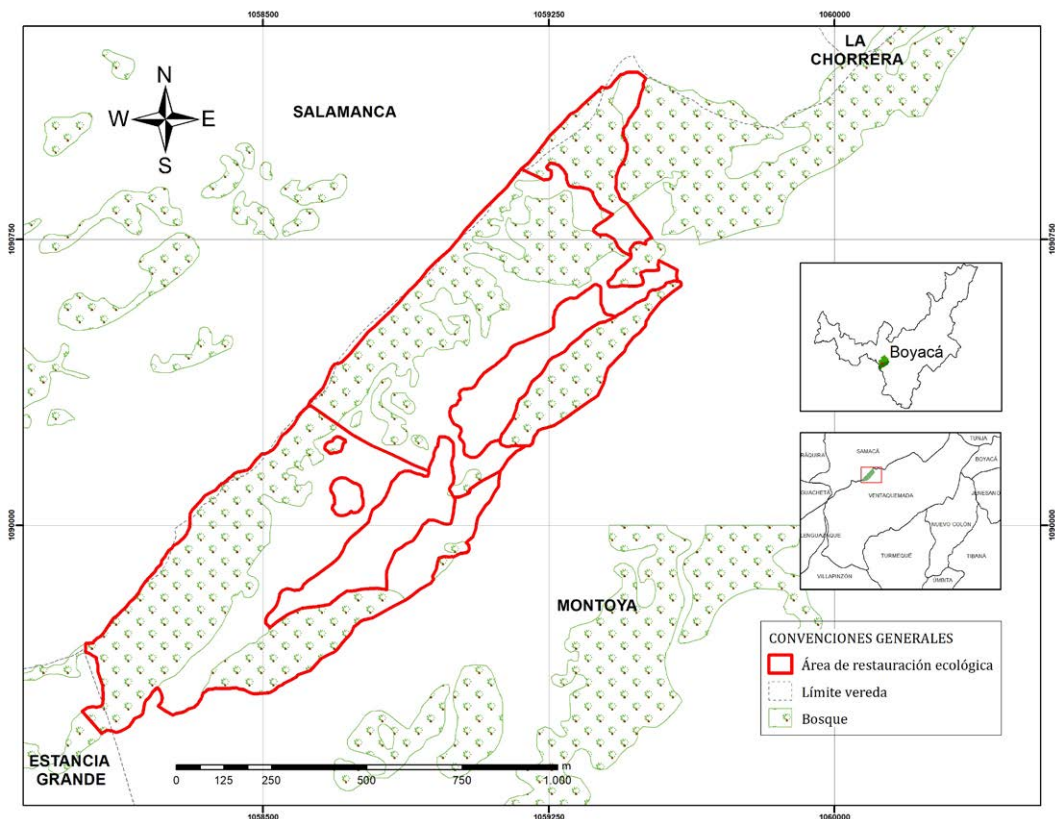 1058500
1059250
1060000
LA
CHORRERA
N
W
E
S
SALAMANCA
1090750
1090750
Boyacá
SAMACÁ
TUNJA
RÁQUIRA
BOYACÁ
GUACHETÁ
VENTAQUEMADA
JENESANO
LENGUAZAQUE
NUEVO COLÓN
TURMEQUÉ
TIBANÁ
VILLAPINZÓN
ÚMBITA
1090000
1090000
MONTOYA
CONVENCIONES GENERALES
Área de restauración ecológica
Límite vereda
Bosque
ESTANCIA
GRANDE
0
125
250
500
750
1.000
m
1058500
1059250
1060000